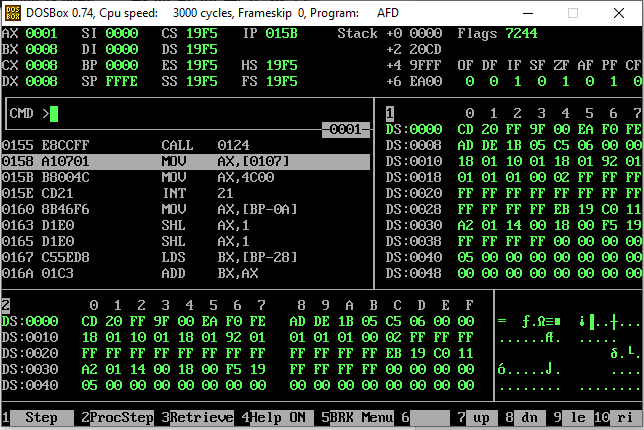 DOSBox 0.74, Cpu speed: 3000 cycles, Frameskip 0, Program: AFD
AX 0001 SI 0000 CS 19F5 IP 015B Stack +0 0000 Flags 7244
BX 0008 DI 0000 DS 19F5 +2 20CD
CX 0008 BP 0000 ES 19F5 HS 19F5 +4 9FFF OF DF IF SF ZF AF PF CF
DX 0008 SP FFFE SS 19F5 FS 19F5 +6 EA00 0 0 1 0 1 0 1 0
CMD >
0001
0155 E8CCFF CALL 0124
0158 A10701 MOV AX,[0107]
015B B8004C MOV AX,4C00
015E CD21 INT 21
0160 8B46F6 MOV AX,[BP-0A]
0163 D1E0 SHL AX,1
0165 D1E0 SHL AX,1
0167 C55ED8 LDS BX,[BP-28]
016A 01C3 ADD BX,AX
1 0 1 2 3 4 5 6 7
DS:0000 CD 20 FF 9F 00 EA F0 FE
DS:0008 AD DE 1B 05 C5 06 00 00
DS:0010 18 01 10 01 18 01 92 01
DS:0018 01 01 01 00 02 FF FF FF
DS:0020 FF FF FF FF FF FF FF FF
DS:0028 FF FF FF FF EB 19 C0 11
DS:0030 A2 01 14 00 18 00 F5 19
DS:0038 FF FF FF FF 00 00 00 00
DS:0040 05 00 00 00 00 00 00 00
DS:0048 00 00 00 00 00 00 00 00
2 0 1 2 3 4 5 6 7 8 9 A B C D E F
DS:0000 CD 20 FF 9F 00 EA F0 FE AD DE 1B 05 C5 06 00 00 = ƒ.Ω≡■ ¡▐..┼...
DS:0010 18 01 10 01 18 01 92 01 01 01 01 00 02 FF FF FF ......Æ. .....
DS:0020 FF FF FF FF FF FF FF FF FF FF FF FF EB 19 C0 11 δ.└.
DS:0030 A2 01 14 00 18 00 F5 19 FF FF FF FF 00 00 00 00 ó.....⌡. ....
DS:0040 05 00 00 00 00 00 00 00 00 00 00 00 00 00 00 00 ........ ........
1 Step 2 ProcStep 3 Retrieve 4 Help ON 5 BRK Menu 6 7 up 8 dn 9 le 10 ri